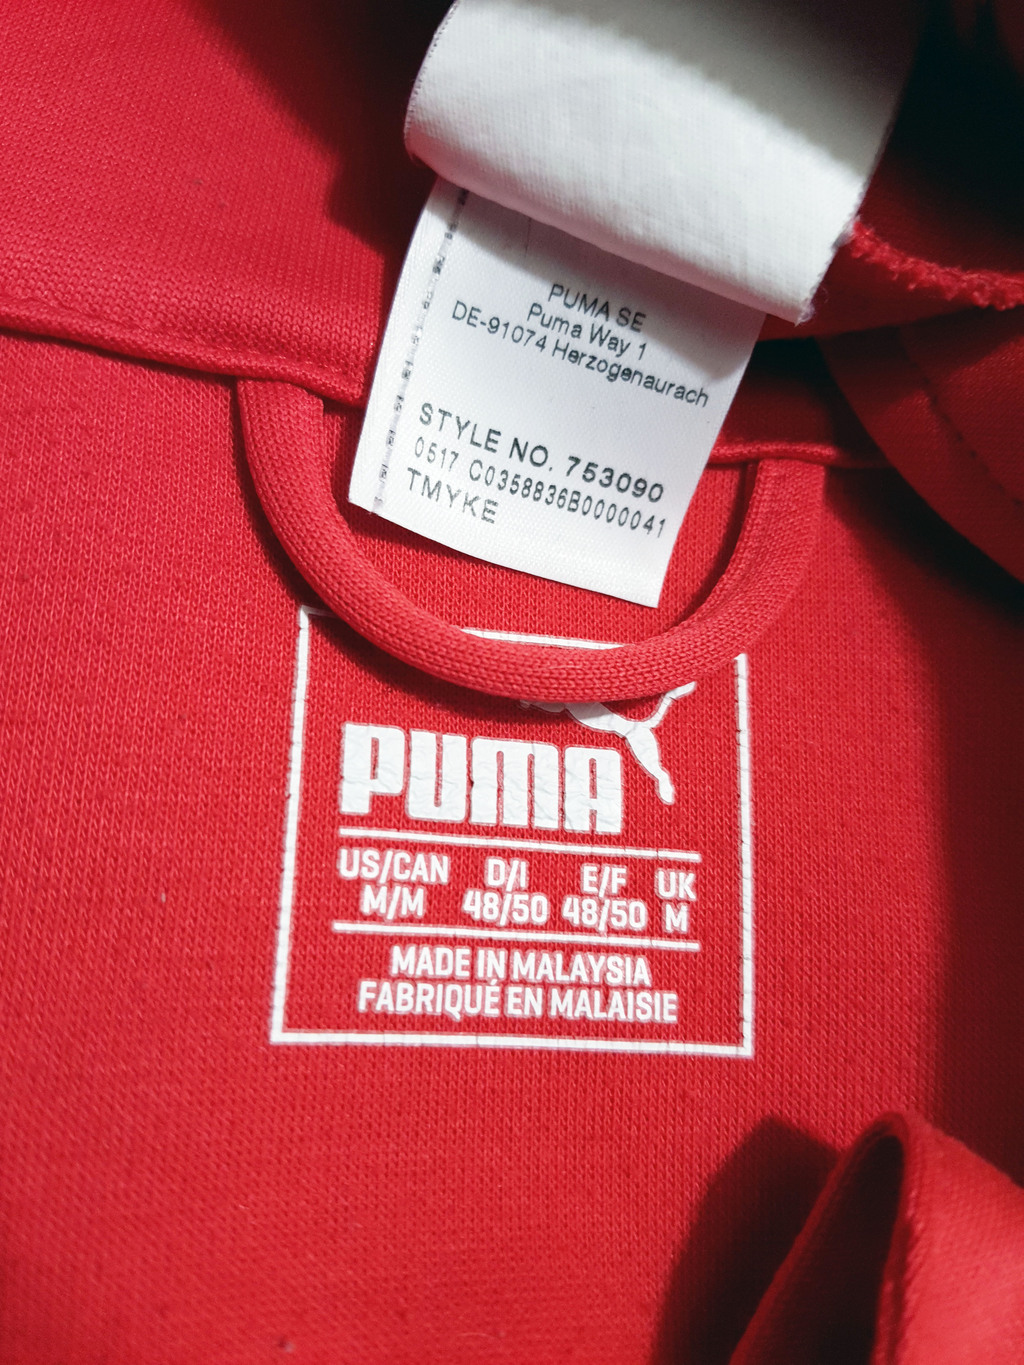 PUMA SE
Puma Way 1
DE-91074 Herzogenaurach
STYLE NO. 753090
0517 C0358836B0000041
TMYKE
PUMA
US/CAN D/I E/F UK
M/M 48/50 48/50 M
MADE IN MALAYSIA
FABRIQUÉ EN MALAISIE